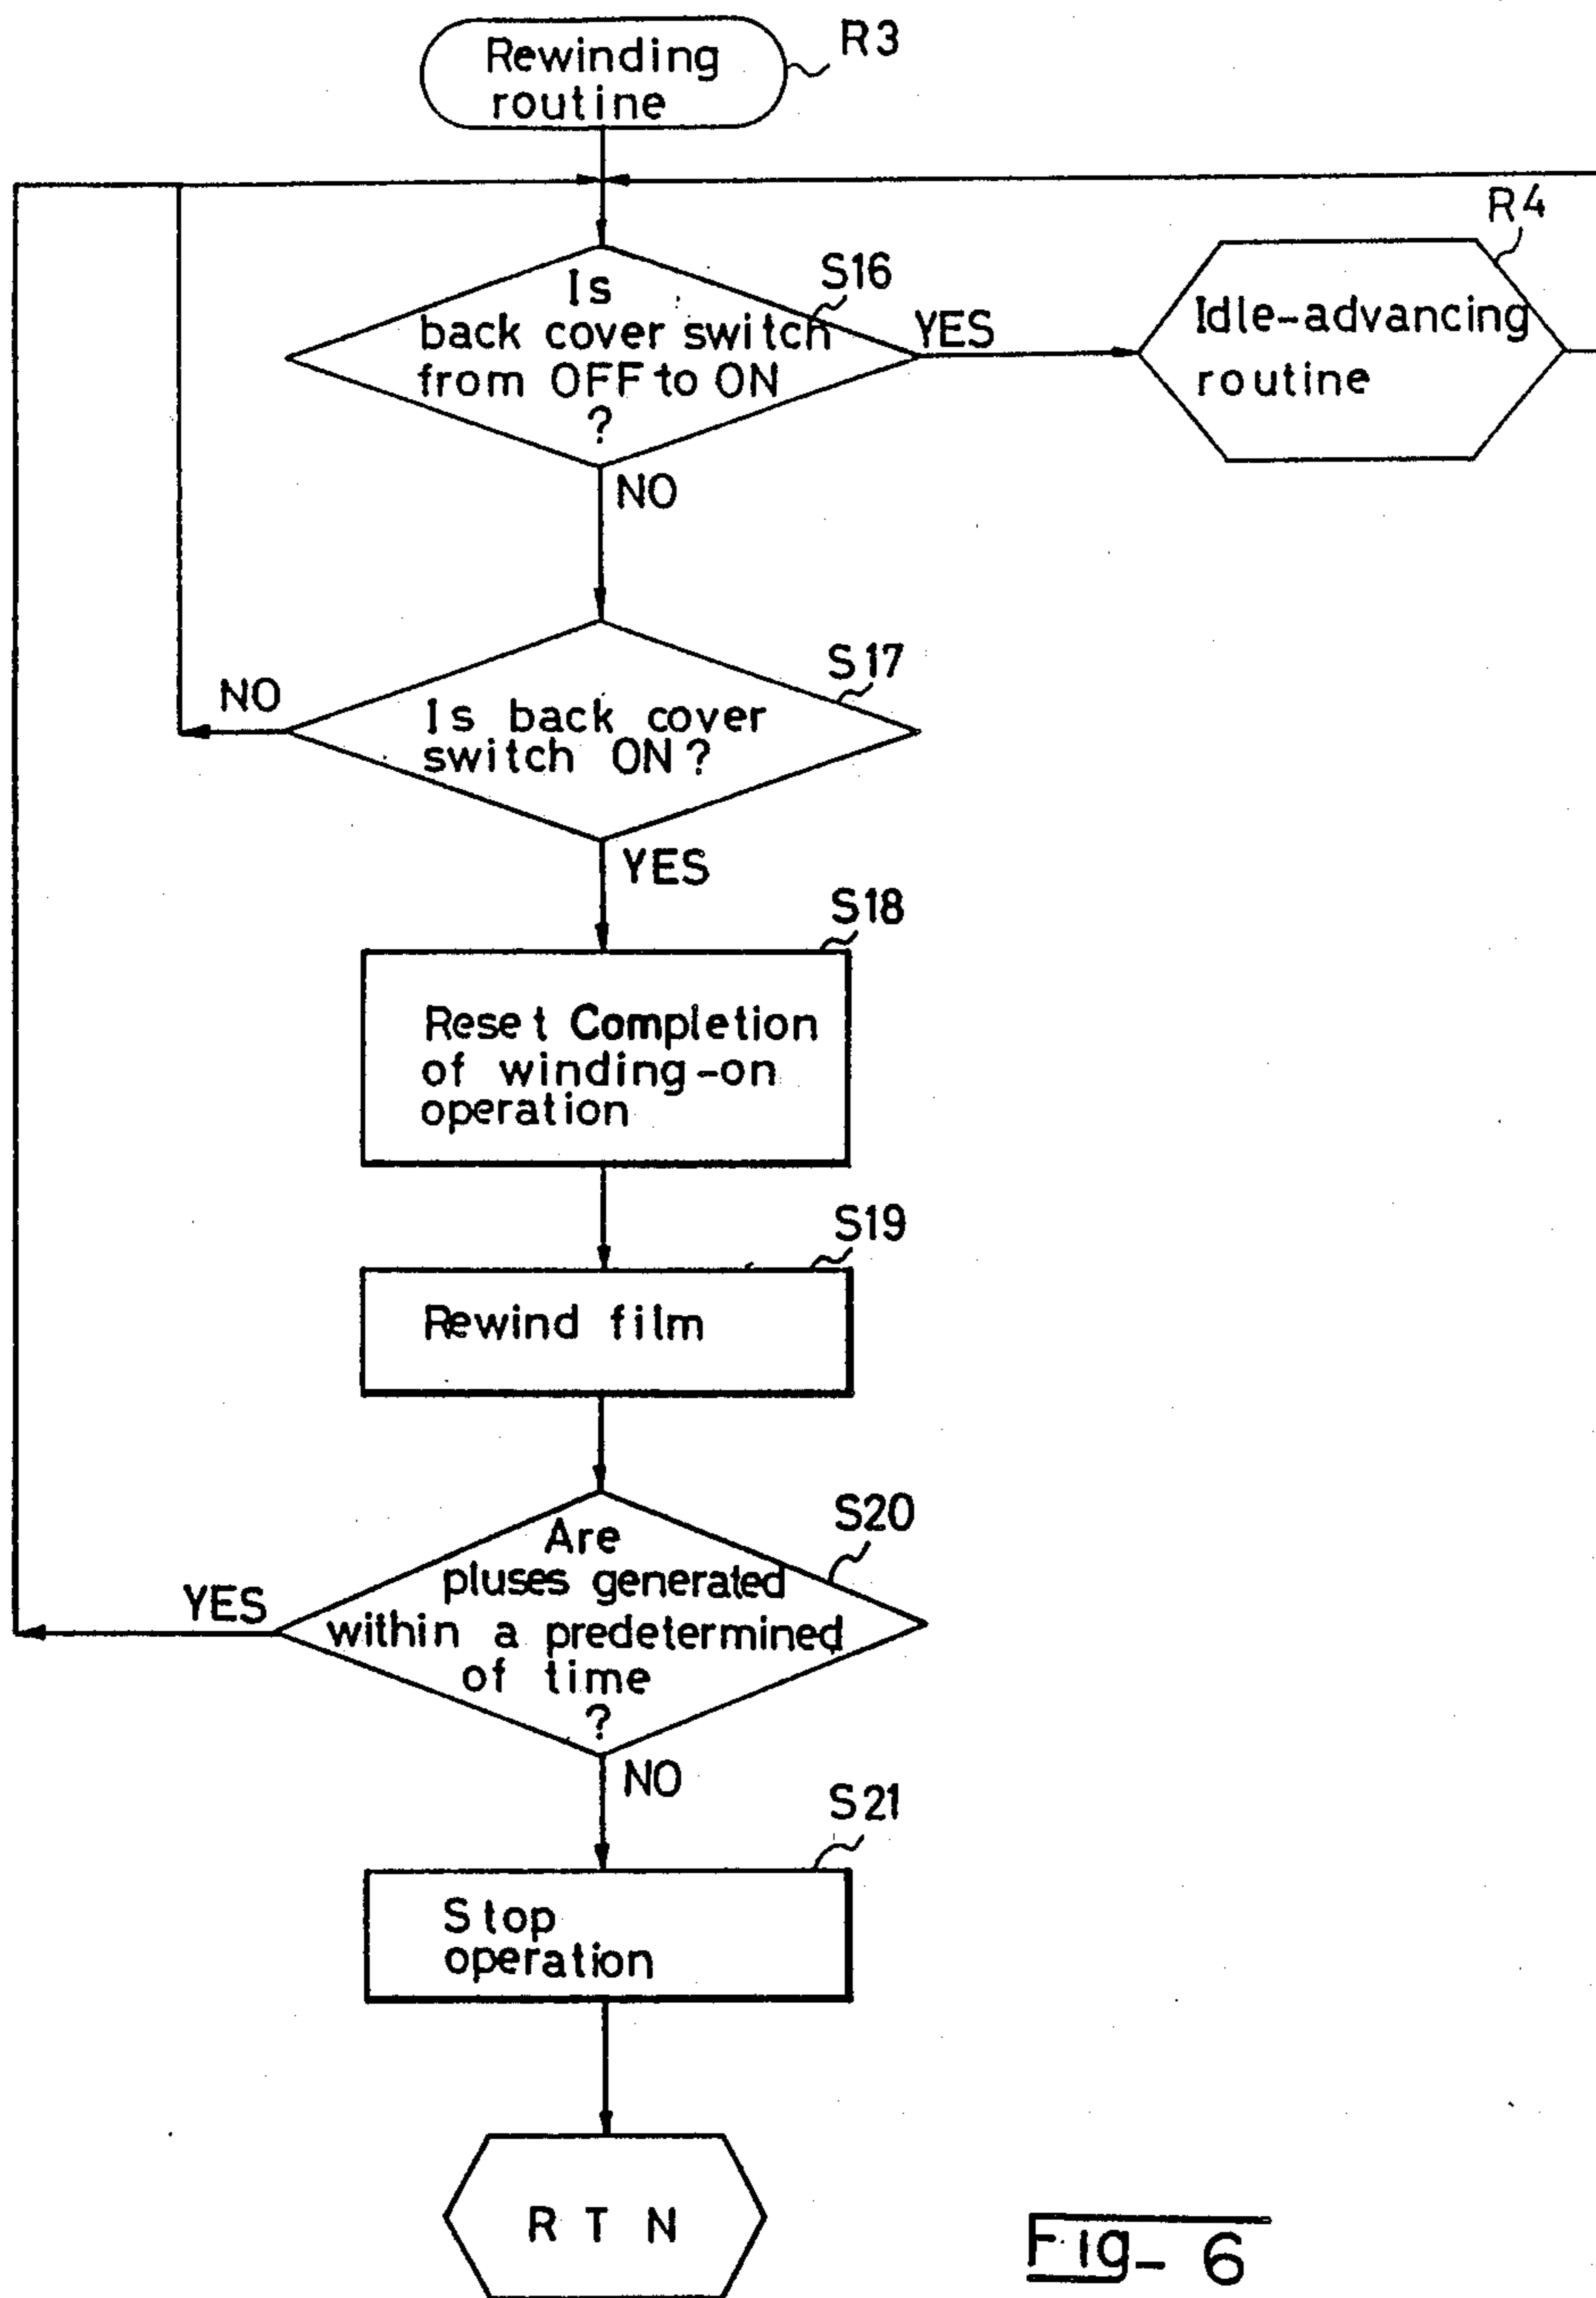 Rewinding
routine
R3
R4
S16
Is
back cover switch
from OFF to ON
?
YES
Idle-advancing
routine
NO
S17
NO
Is back cover
switch ON?
YES
S18
Reset Completion
of winding-on
operation
S19
Rewind film
S20
Are
pluses generated
within a predetermined
of time
?
YES
NO
S21
Stop
operation
RTN
Fig- 6